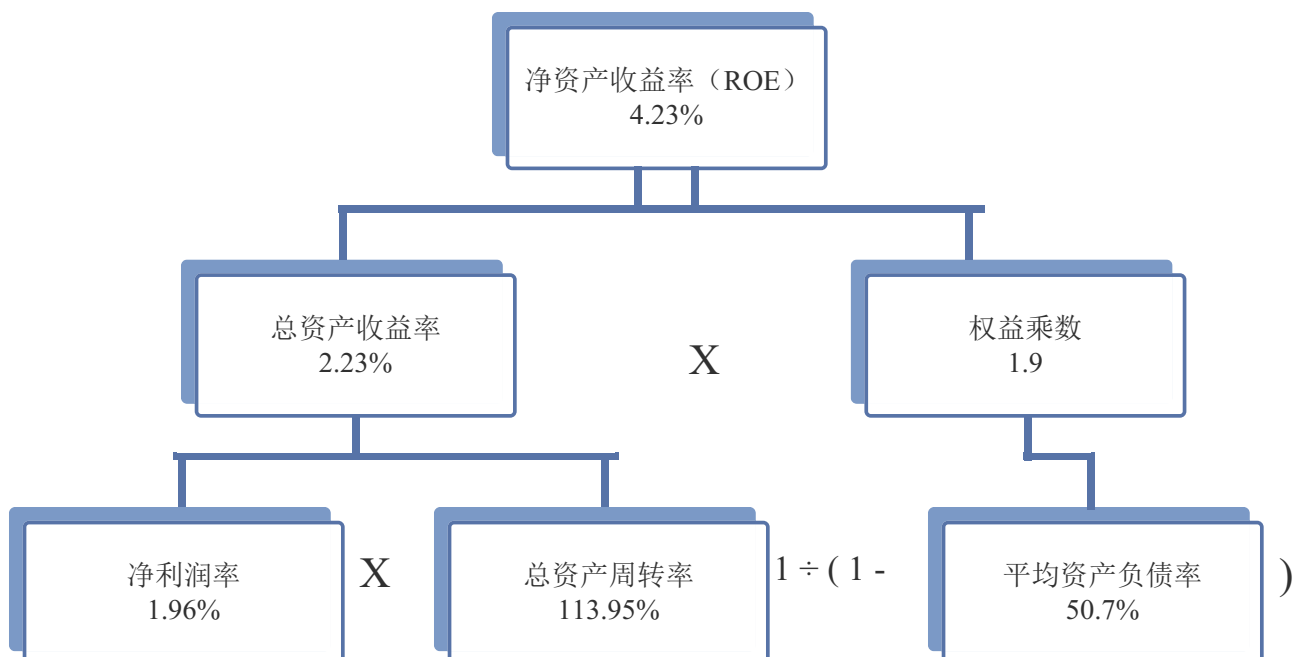 净资产收益率（ROE）
4.23%
总资产收益率
2.23%
X
权益乘数
1.9
净利润率
1.96%
X
总资产周转率
113.95%
1 ÷ ( 1 -
平均资产负债率
50.7%
)